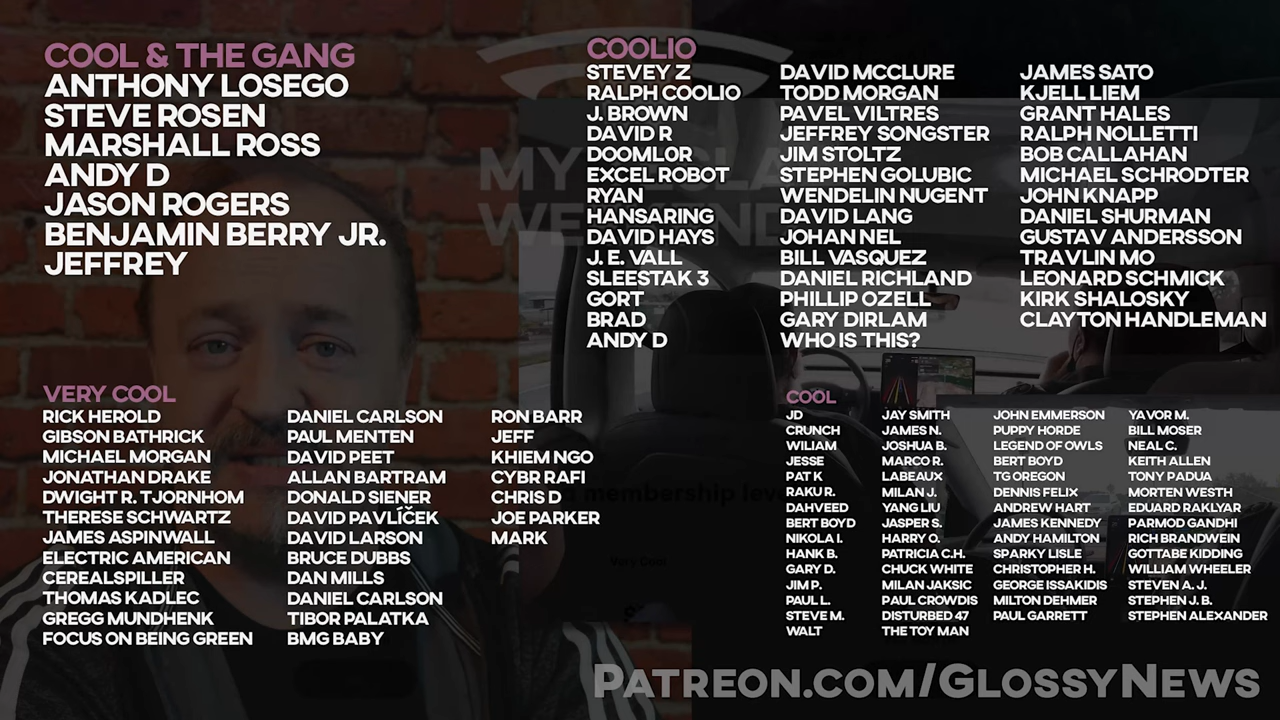 COOL & THE GANG
ANTHONY LOSEGO
STEVE ROSEN
MARSHALL ROSS
ANDY D
JASON ROGERS
BENJAMIN BERRY JR.
JEFFREY
COOLIO
STEVEY Z
RALPH COOLIO
J. BROWN
DAVID R
DOOML0R
EXCEL ROBOT
RYAN
HANSARING
DAVID HAYS
J. E. VALL
SLEESTAK 3
GORT
BRAD
ANDY D
DAVID MCCLURE
TODD MORGAN
PAVEL VILTRES
JEFFREY SONGSTER
JIM STOLTZ
STEPHEN GOLUBIC
WENDELIN NUGENT
DAVID LANG
JOHAN NEL
BILL VASQUEZ
DANIEL RICHLAND
PHILLIP OZELL
GARY DIRLAM
WHO IS THIS?
JAMES SATO
KJELL LIEM
GRANT HALES
RALPH NOLLETTI
BOB CALLAHAN
MICHAEL SCHRODTER
JOHN KNAPP
DANIEL SHURMAN
GUSTAV ANDERSSON
TRAVLIN MO
LEONARD SCHMICK
KIRK SHALOSKY
CLAYTON HANDLEMAN
MY
WEEKEND
VERY COOL
RICK HEROLD
GIBSON BATHRICK
MICHAEL MORGAN
JONATHAN DRAKE
DWIGHT R. TJORNHOM
THERESE SCHWARTZ
JAMES ASPINWALL
ELECTRIC AMERICAN
CEREALSPILLER
THOMAS KADLEC
GREGG MUNDHENK
FOCUS ON BEING GREEN
DANIEL CARLSON
PAUL MENTEN
DAVID PEET
ALLAN BARTRAM
DONALD SIENER
DAVID PAVLÍČEK
DAVID LARSON
BRUCE DUBBS
DAN MILLS
DANIEL CARLSON
TIBOR PALATKA
BMG BABY
RON BARR
JEFF
KHIEM NGO
CYBR RAFI
CHRIS D
JOE PARKER
MARK
membership
Very Cool
COOL
JD
CRUNCH
WILIAM
JESSE
PAT K
RAKU R.
DAHVEED
BERT BOYD
NIKOLA I.
HANK B.
GARY D.
JIM P.
PAUL L.
STEVE M.
WALT
JAY SMITH
JAMES N.
JOSHUA B.
MARCO R.
LABEAUX
MILAN J.
YANG LIU
JASPER S.
HARRY O.
PATRICIA C.H.
CHUCK WHITE
MILAN JAKSIC
PAUL CROWDIS
DISTURBED 47
THE TOY MAN
JOHN EMMERSON
PUPPY HORDE
LEGEND OF OWLS
BERT BOYD
TG OREGON
DENNIS FELIX
ANDREW HART
JAMES KENNEDY
ANDY HAMILTON
SPARKY LISLE
CHRISTOPHER H.
GEORGE ISSAKIDIS
MILTON DEHMER
PAUL GARRETT
YAVOR M.
BILL MOSER
NEAL C.
KEITH ALLEN
TONY PADUA
MORTEN WESTH
EDUARD RAKLYAR
PARMOD GANDHI
RICH BRANDWEIN
GOTTABE KIDDING
WILLIAM WHEELER
STEVEN A. J.
STEPHEN J. B.
STEPHEN ALEXANDER
PATREON.COM/GLOSSYNEWS